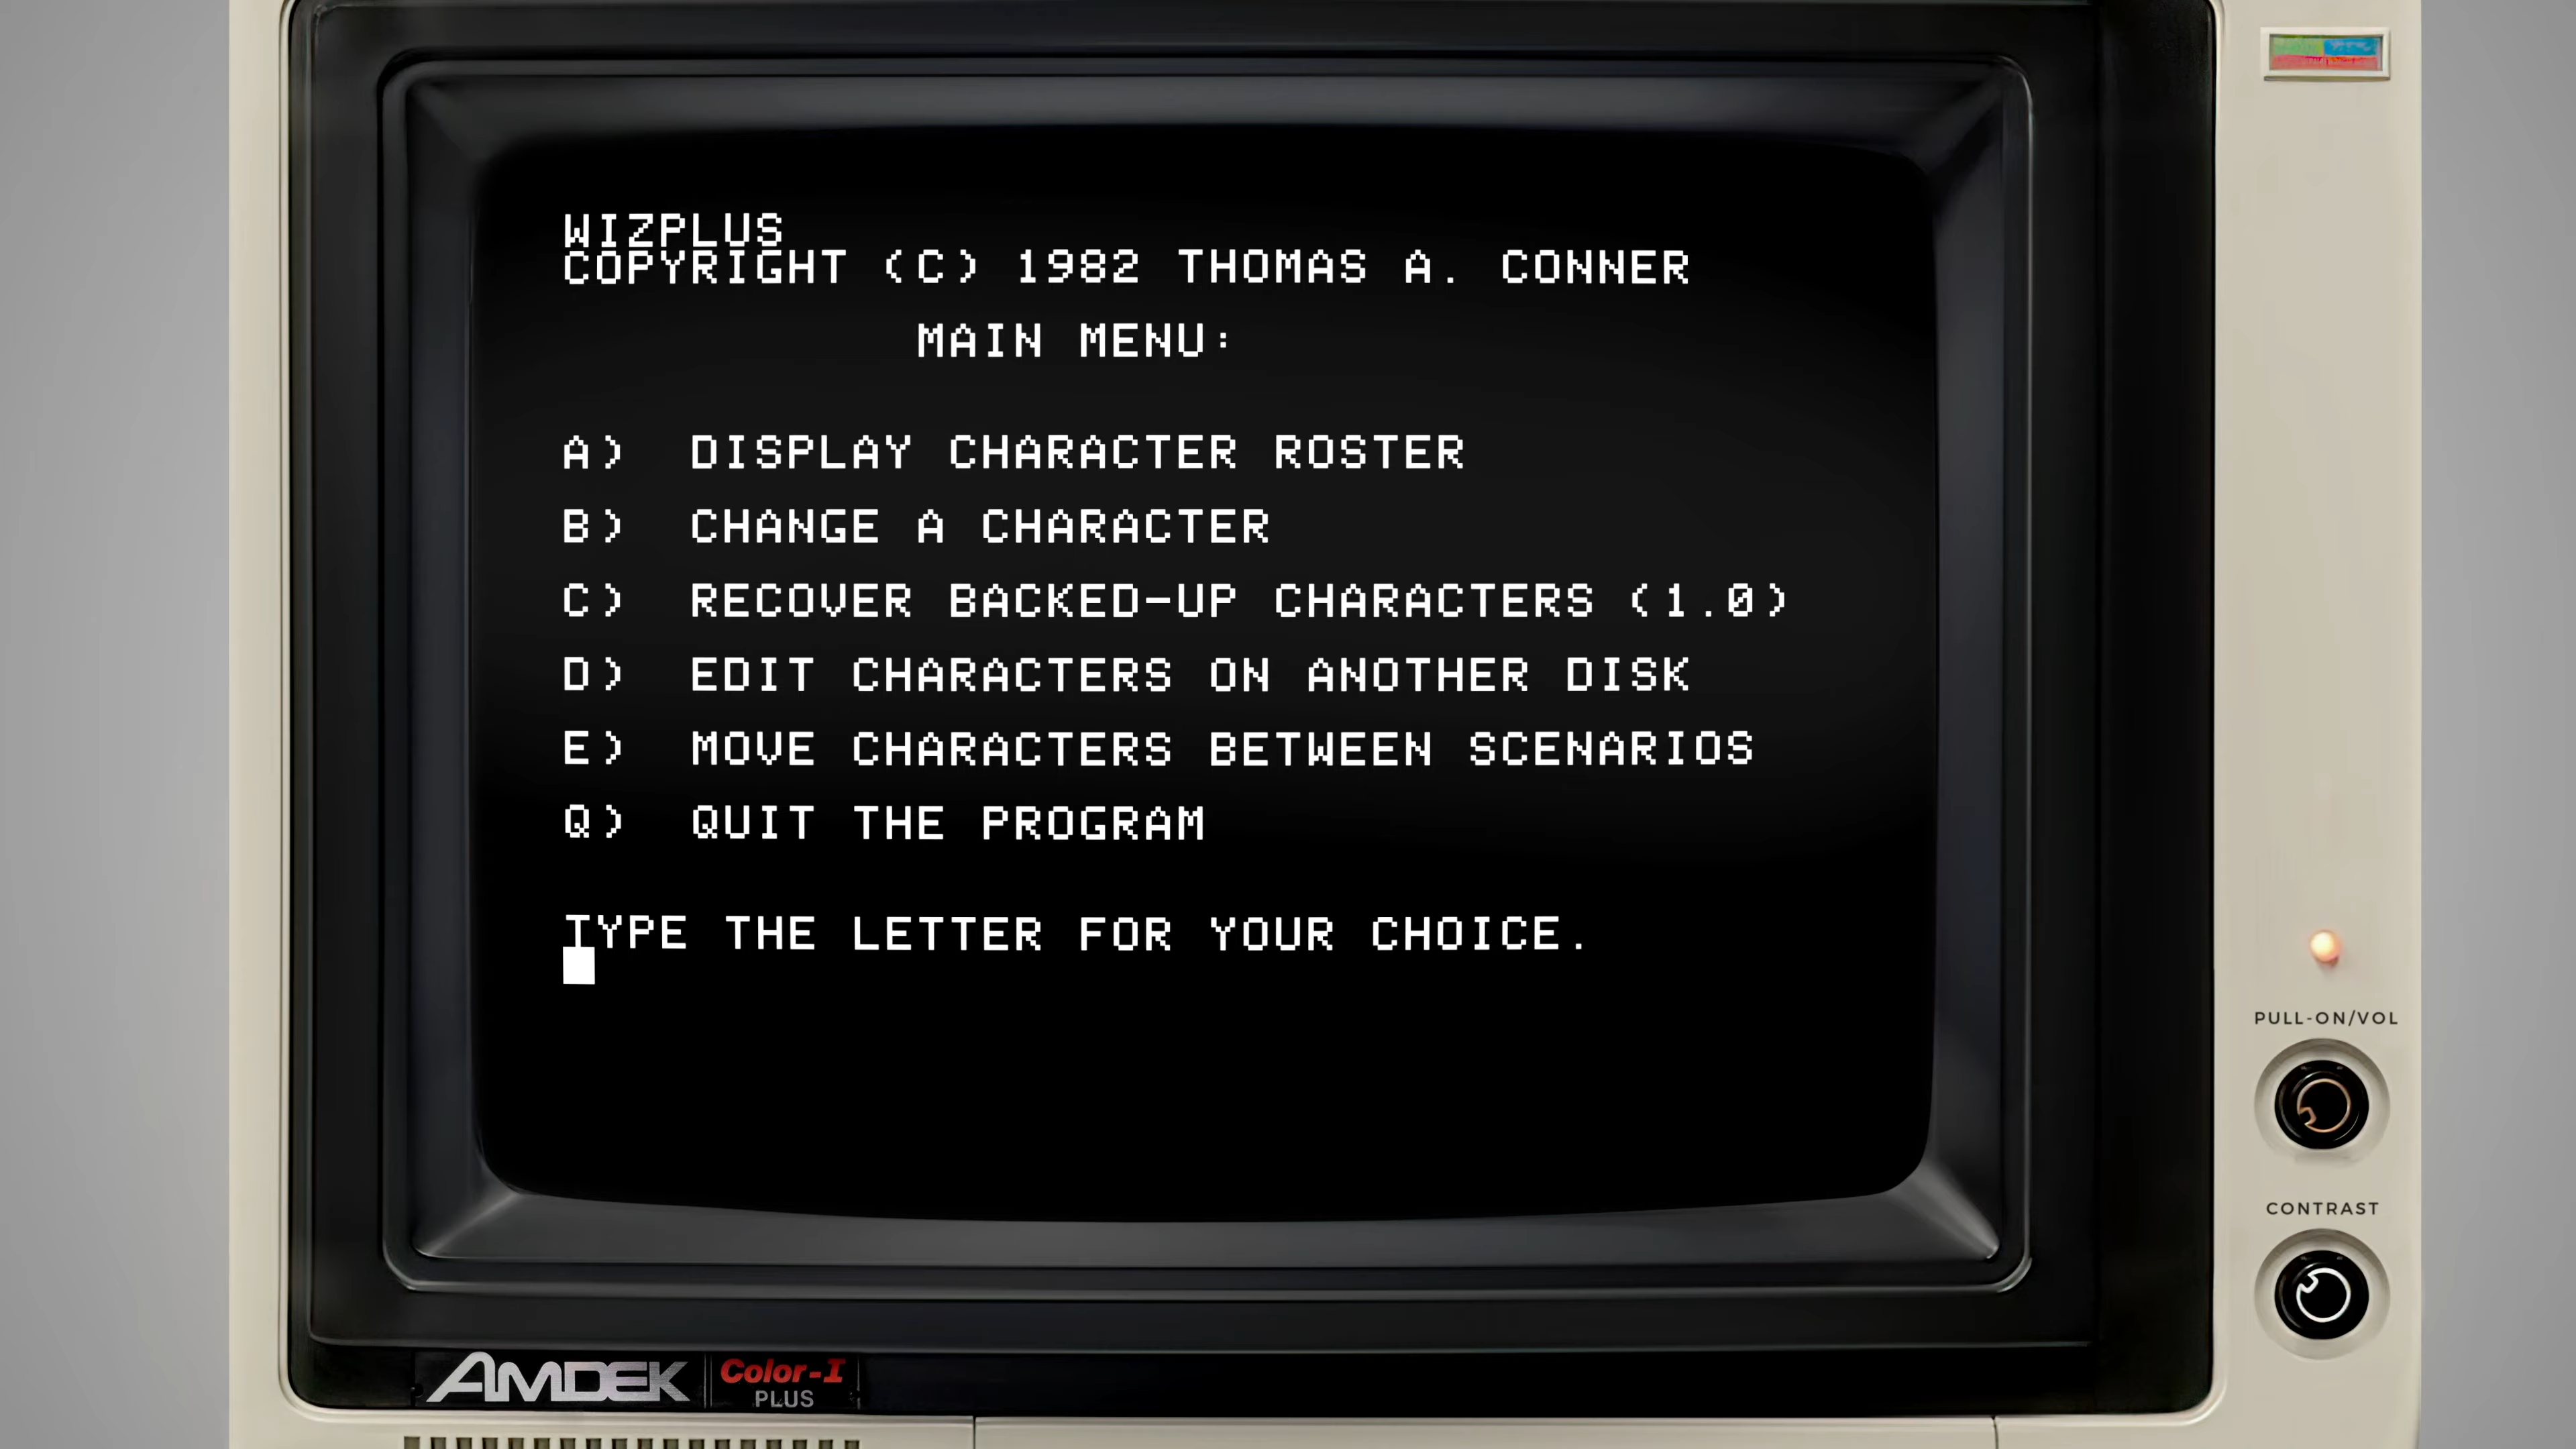 WIZPLUS
COPYRIGHT (C) 1982 THOMAS A. CONNER
MAIN MENU:
A) DISPLAY CHARACTER ROSTER
B) CHANGE A CHARACTER
C) RECOVER BACKED-UP CHARACTERS (1.0)
D) EDIT CHARACTERS ON ANOTHER DISK
E) MOVE CHARACTERS BETWEEN SCENARIOS
Q) QUIT THE PROGRAM
TYPE THE LETTER FOR YOUR CHOICE.
PULL-ON/VOL
CONTRAST
AMDEK Color-I
PLUS